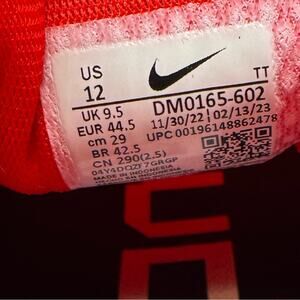 US
12
TT
UK 9.5
EUR 44.5
cm 29
BR 42.5
CN 290(2.5)
DM0165-602
11/30/22 02/13/23
UPC 00196148862478
04Y4DQZF7GRGP
MADE IN INDONESIA